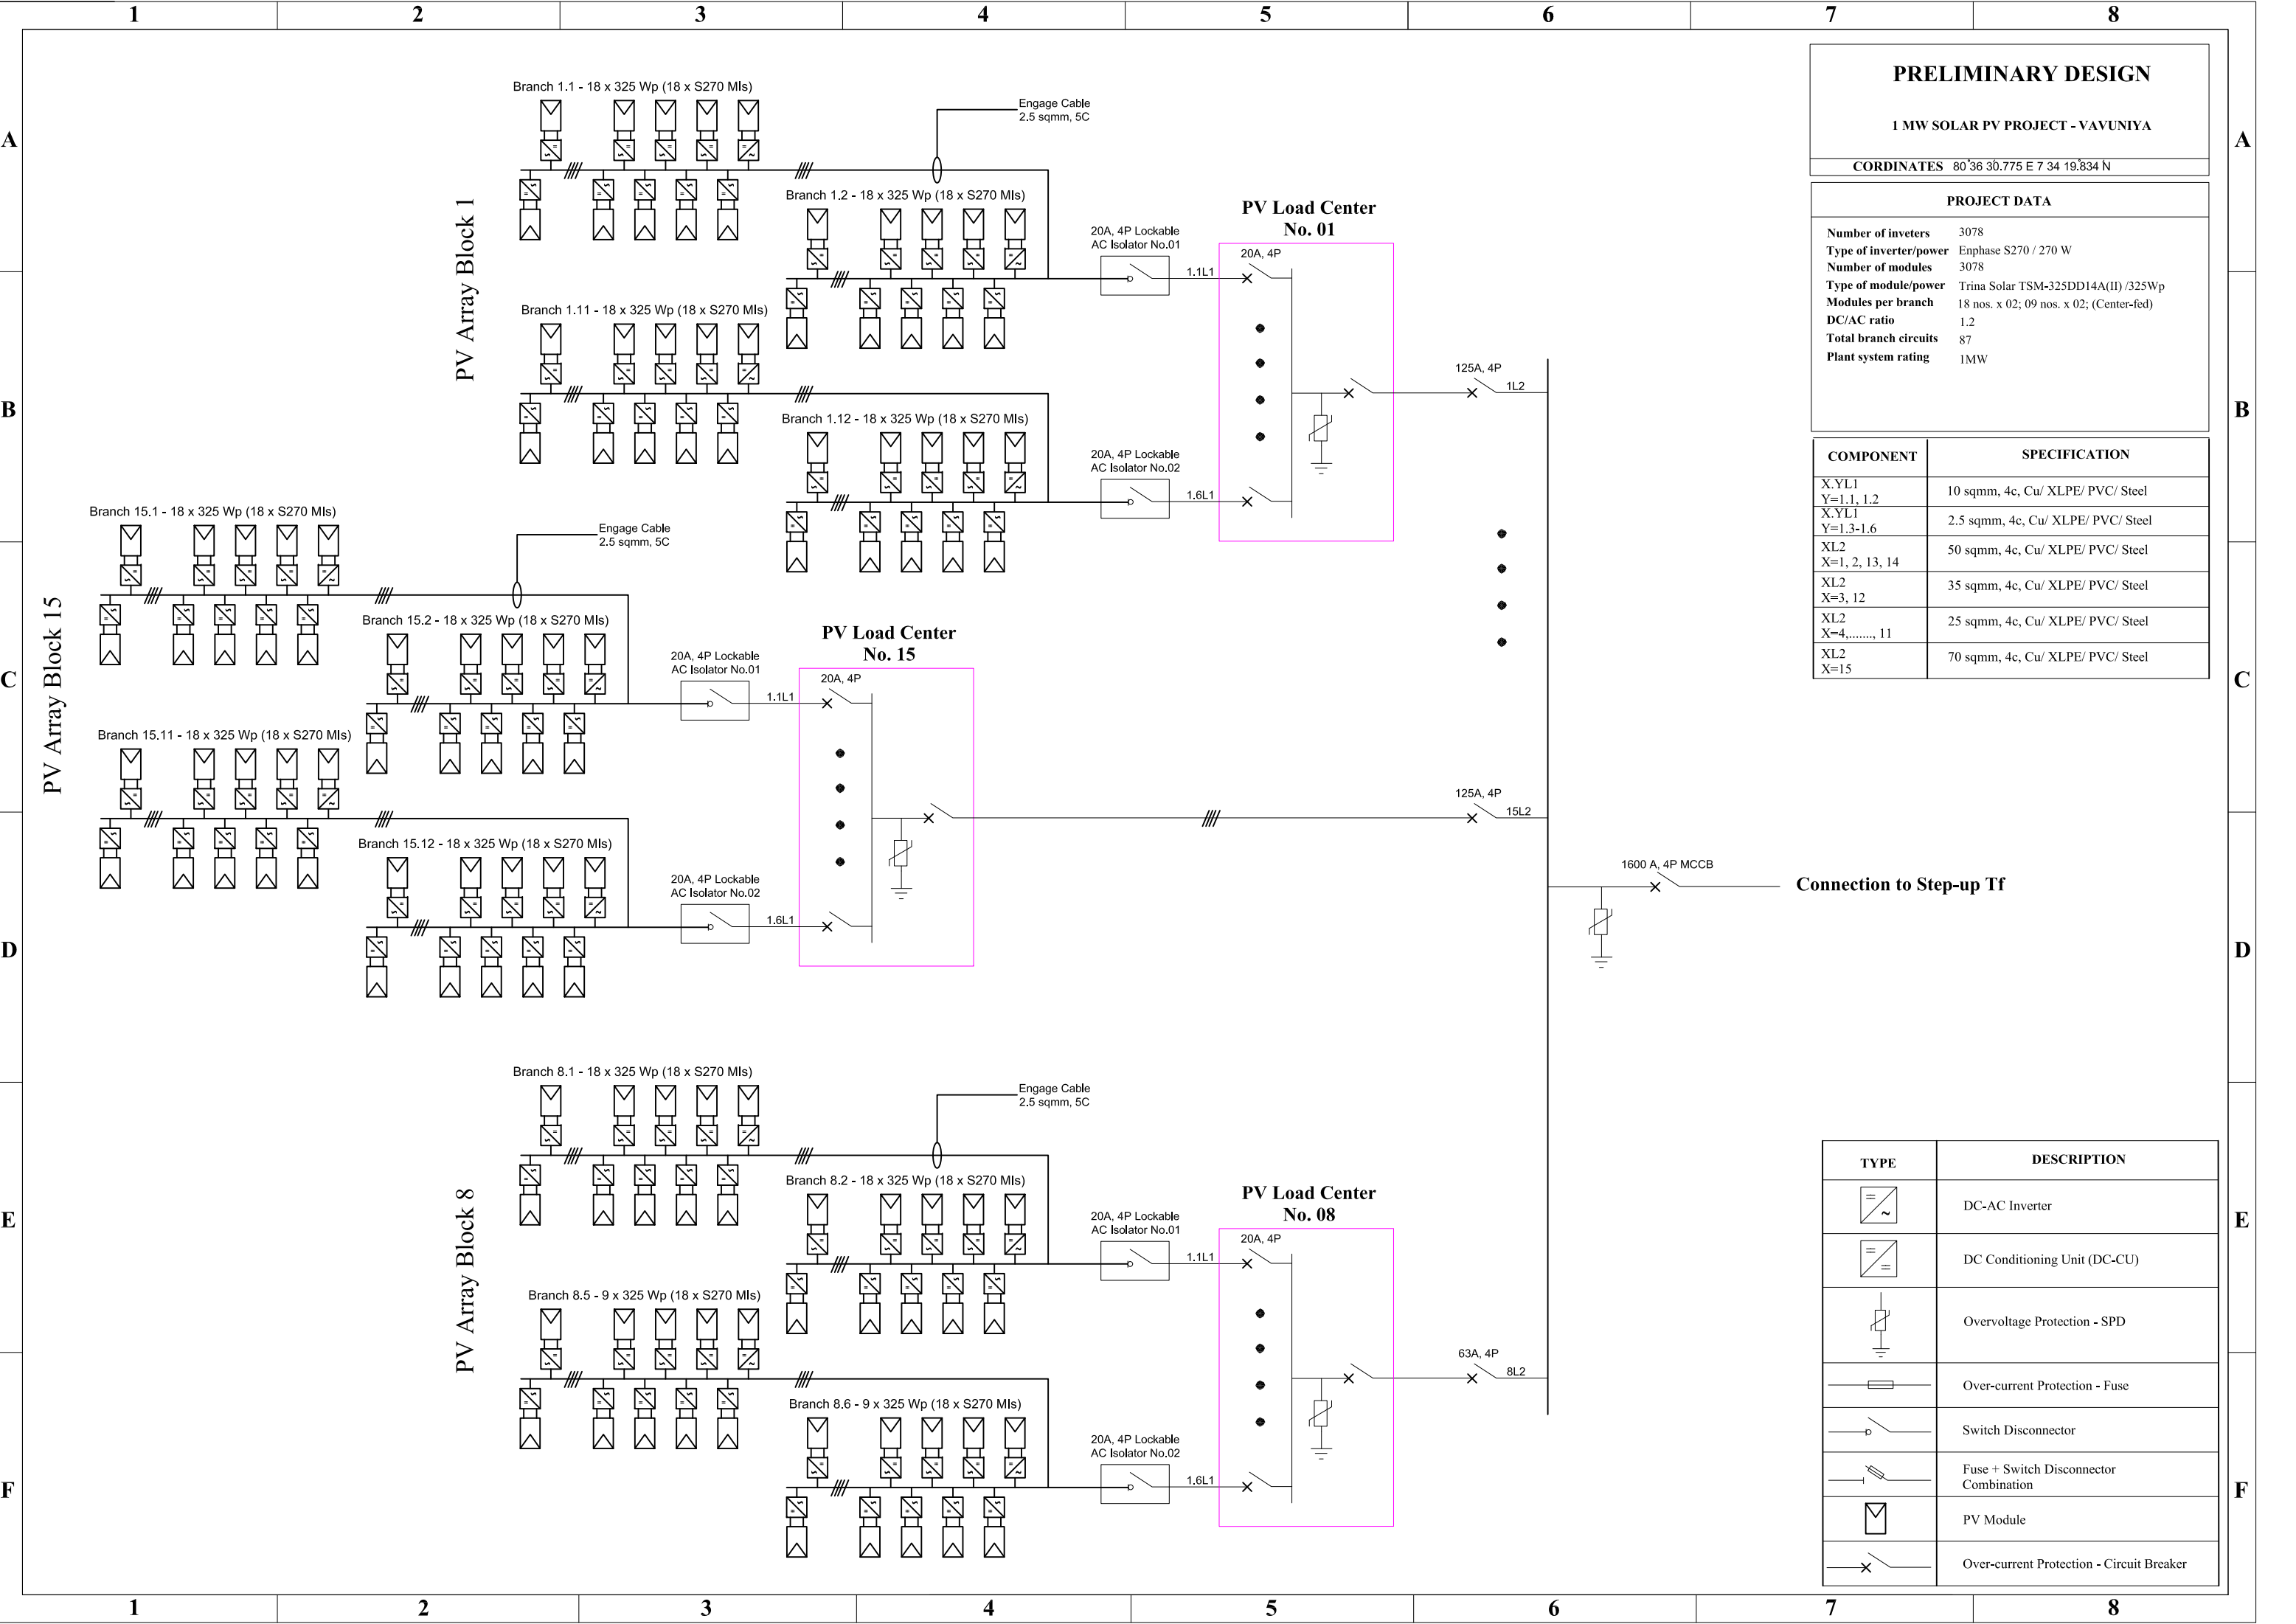 1 2 3 4 5 6 7 8
A
B
C
D
E
F
A
B
C
D
E
F
PRELIMINARY DESIGN
1 MW SOLAR PV PROJECT - VAVUNIYA
CORDINATES 80°36 30.775 E 7 34 19.834 N
PROJECT DATA
Number of inveters 3078
Type of inverter/power Enphase S270 / 270 W
Number of modules 3078
Type of module/power Trina Solar TSM-325DD14A(II) /325Wp
Modules per branch 18 nos. x 02; 09 nos. x 02; (Center-fed)
DC/AC ratio 1.2
Total branch circuits 87
Plant system rating 1MW
COMPONENT SPECIFICATION
X.YL1
Y=1.1, 1.2
10 sqmm, 4c, Cu/ XLPE/ PVC/ Steel
X.YL1
Y=1.3-1.6
2.5 sqmm, 4c, Cu/ XLPE/ PVC/ Steel
XL2
X=1, 2, 13, 14
50 sqmm, 4c, Cu/ XLPE/ PVC/ Steel
XL2
X=3, 12
35 sqmm, 4c, Cu/ XLPE/ PVC/ Steel
XL2
X=4,......., 11
25 sqmm, 4c, Cu/ XLPE/ PVC/ Steel
XL2
X=15
70 sqmm, 4c, Cu/ XLPE/ PVC/ Steel
PV Array Block 1
Branch 1.1 - 18 x 325 Wp (18 x S270 MIs)
Engage Cable
2.5 sqmm, 5C
Branch 1.2 - 18 x 325 Wp (18 x S270 MIs)
20A, 4P Lockable
AC Isolator No.01
1.1L1
PV Load Center
No. 01
20A, 4P
Branch 1.11 - 18 x 325 Wp (18 x S270 MIs)
Branch 1.12 - 18 x 325 Wp (18 x S270 MIs)
20A, 4P Lockable
AC Isolator No.02
1.6L1
125A, 4P
1L2
PV Array Block 15
Branch 15.1 - 18 x 325 Wp (18 x S270 MIs)
Engage Cable
2.5 sqmm, 5C
Branch 15.2 - 18 x 325 Wp (18 x S270 MIs)
20A, 4P Lockable
AC Isolator No.01
1.1L1
PV Load Center
No. 15
20A, 4P
Branch 15.11 - 18 x 325 Wp (18 x S270 MIs)
Branch 15.12 - 18 x 325 Wp (18 x S270 MIs)
20A, 4P Lockable
AC Isolator No.02
1.6L1
125A, 4P
15L2
1600 A, 4P MCCB
Connection to Step-up Tf
PV Array Block 8
Branch 8.1 - 18 x 325 Wp (18 x S270 MIs)
Engage Cable
2.5 sqmm, 5C
Branch 8.2 - 18 x 325 Wp (18 x S270 MIs)
20A, 4P Lockable
AC Isolator No.01
1.1L1
PV Load Center
No. 08
20A, 4P
Branch 8.5 - 9 x 325 Wp (18 x S270 MIs)
Branch 8.6 - 9 x 325 Wp (18 x S270 MIs)
20A, 4P Lockable
AC Isolator No.02
1.6L1
63A, 4P
8L2
TYPE DESCRIPTION
DC-AC Inverter
DC Conditioning Unit (DC-CU)
Overvoltage Protection - SPD
Over-current Protection - Fuse
Switch Disconnector
Fuse + Switch Disconnector
Combination
PV Module
Over-current Protection - Circuit Breaker
1 2 3 4 5 6 7 8